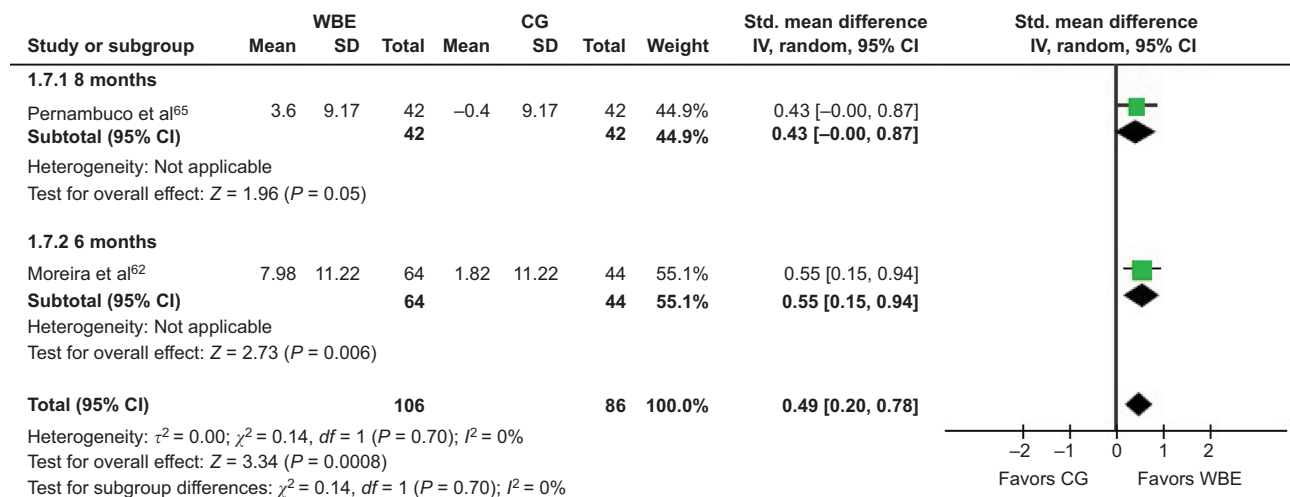 WBE CG Std. mean difference Std. mean difference
Study or subgroup Mean SD Total Mean SD Total Weight IV, random, 95% CI IV, random, 95% CI
1.7.1 8 months
Pernambuco et al⁶⁵ 3.6 9.17 42 –0.4 9.17 42 44.9% 0.43 [–0.00, 0.87]
Subtotal (95% CI) 42 42 44.9% 0.43 [–0.00, 0.87]
Heterogeneity: Not applicable
Test for overall effect: Z = 1.96 (P = 0.05)
1.7.2 6 months
Moreira et al⁶² 7.98 11.22 64 1.82 11.22 44 55.1% 0.55 [0.15, 0.94]
Subtotal (95% CI) 64 44 55.1% 0.55 [0.15, 0.94]
Heterogeneity: Not applicable
Test for overall effect: Z = 2.73 (P = 0.006)
Total (95% CI) 106 86 100.0% 0.49 [0.20, 0.78]
Heterogeneity: τ² = 0.00; χ² = 0.14, df = 1 (P = 0.70); I² = 0%
Test for overall effect: Z = 3.34 (P = 0.0008)
Test for subgroup differences: χ² = 0.14, df = 1 (P = 0.70); I² = 0%
–2 –1 0 1 2
Favors CG Favors WBE